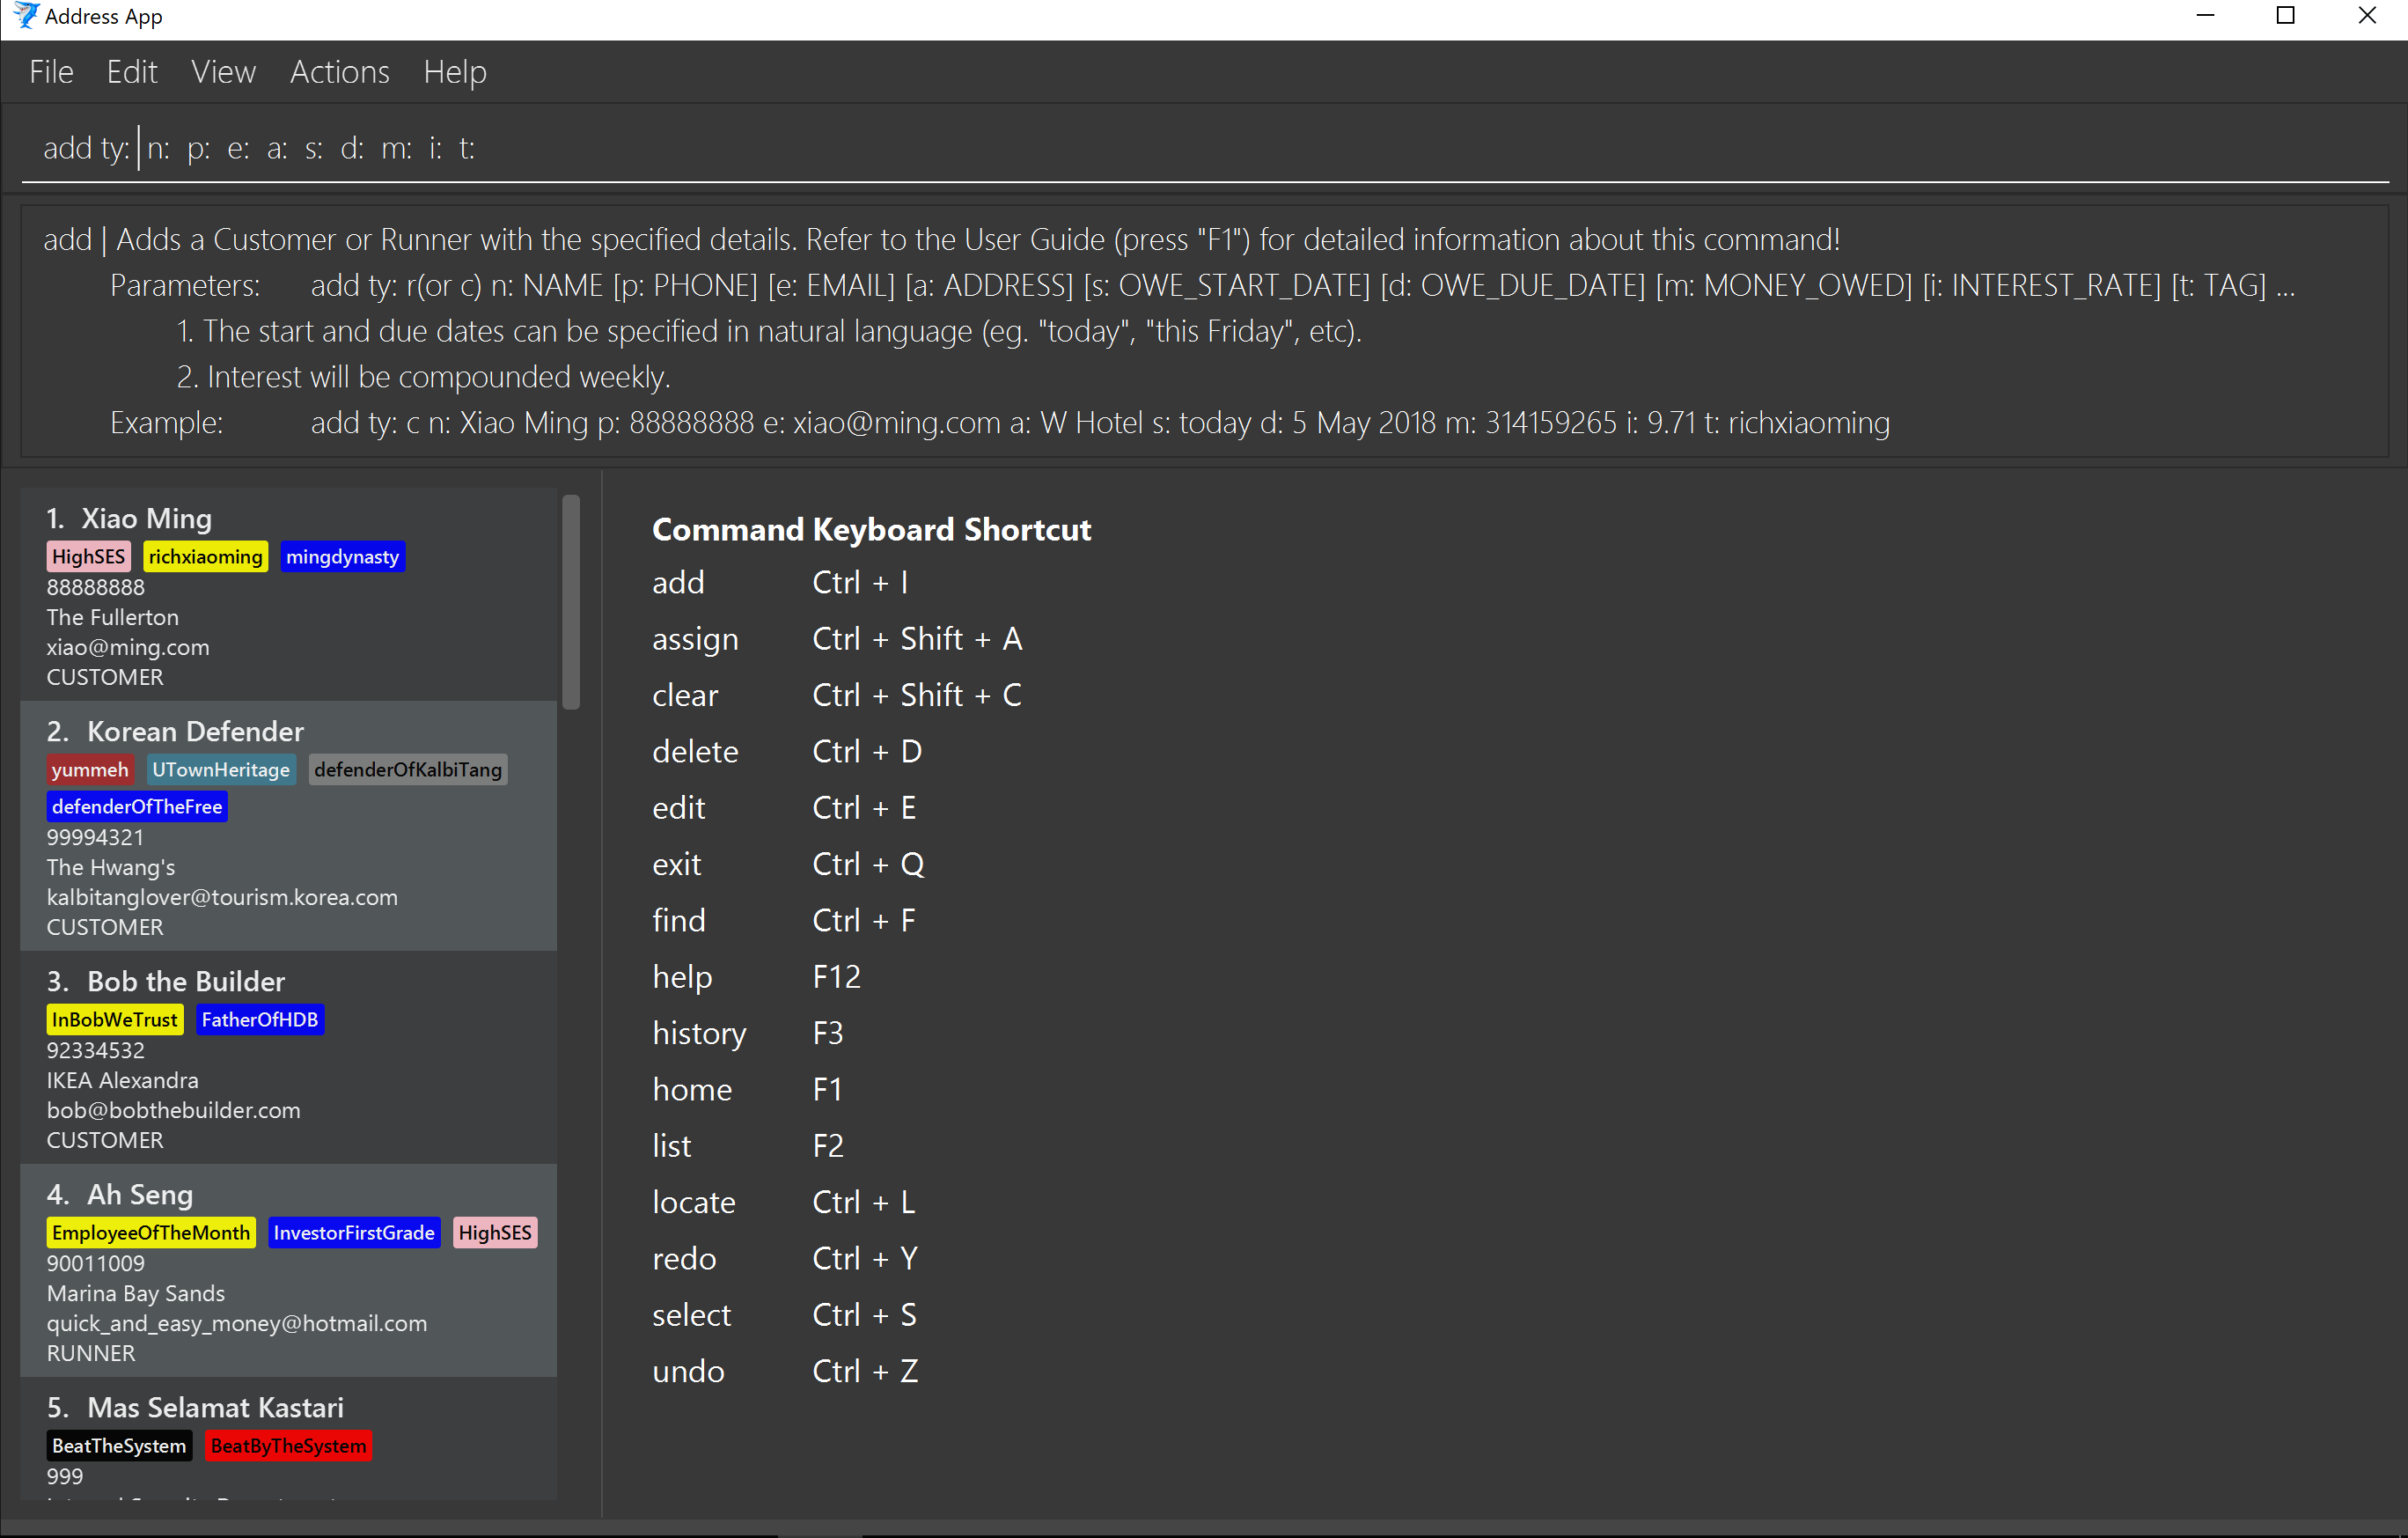 Address App
File Edit View Actions Help
add ty: n: p: e: a: s: d: m: i: t:
add | Adds a Customer or Runner with the specified details. Refer to the User Guide (press "F1") for detailed information about this command!
Parameters: add ty: r(or c) n: NAME [p: PHONE] [e: EMAIL] [a: ADDRESS] [s: OWE_START_DATE] [d: OWE_DUE_DATE] [m: MONEY_OWED] [i: INTEREST_RATE] [t: TAG] ...
1. The start and due dates can be specified in natural language (eg. "today", "this Friday", etc).
2. Interest will be compounded weekly.
Example: add ty: c n: Xiao Ming p: 88888888 e: xiao@ming.com a: W Hotel s: today d: 5 May 2018 m: 314159265 i: 9.71 t: richxiaoming
1. Xiao Ming
HighSES richxiaoming mingdynasty
88888888
The Fullerton
xiao@ming.com
CUSTOMER
2. Korean Defender
yummeh UTownHeritage defenderOfKalbiTang
defenderOfTheFree
99994321
The Hwang's
kalbitanglover@tourism.korea.com
CUSTOMER
3. Bob the Builder
InBobWeTrust FatherOfHDB
92334532
IKEA Alexandra
bob@bobthebuilder.com
CUSTOMER
4. Ah Seng
EmployeeOfTheMonth InvestorFirstGrade HighSES
90011009
Marina Bay Sands
quick_and_easy_money@hotmail.com
RUNNER
5. Mas Selamat Kastari
BeatTheSystem BeatByTheSystem
999
Command Keyboard Shortcut
add Ctrl + I
assign Ctrl + Shift + A
clear Ctrl + Shift + C
delete Ctrl + D
edit Ctrl + E
exit Ctrl + Q
find Ctrl + F
help F12
history F3
home F1
list F2
locate Ctrl + L
redo Ctrl + Y
select Ctrl + S
undo Ctrl + Z